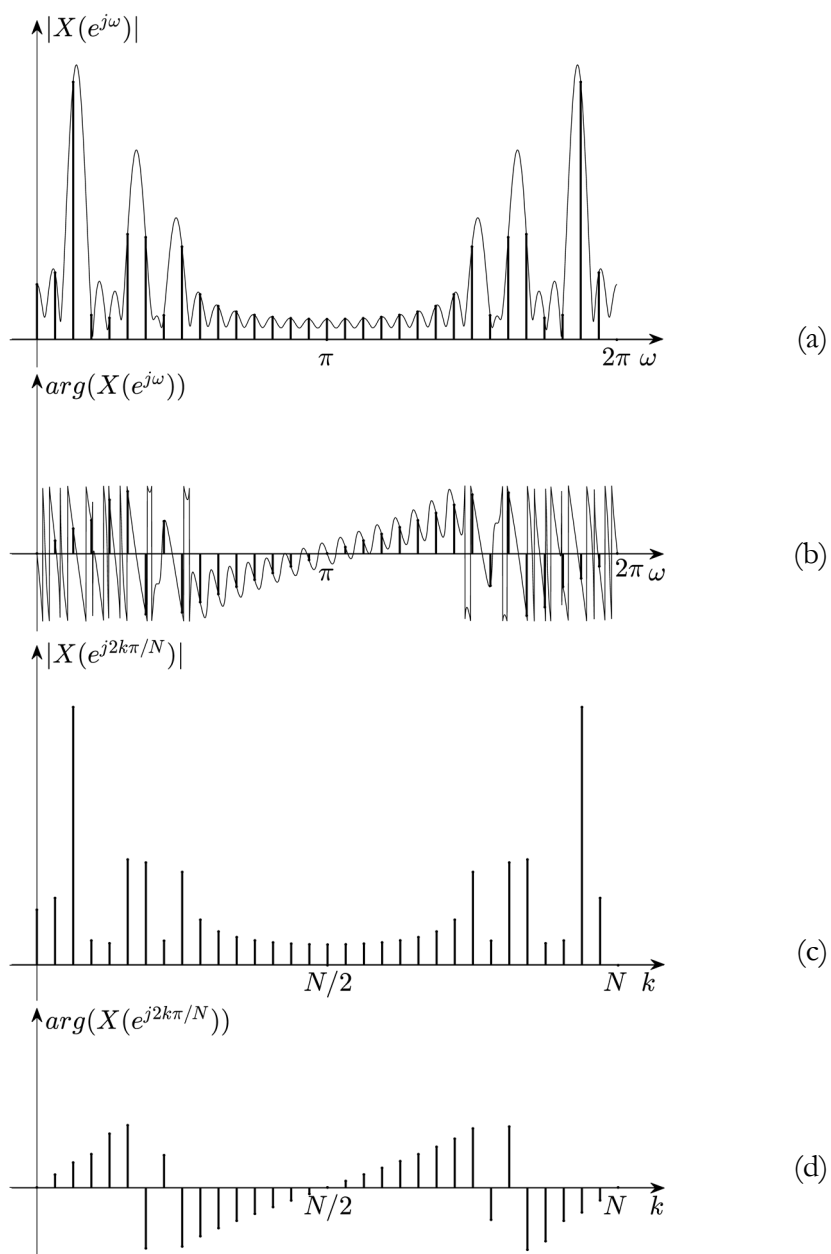 |X(e^{jω})|
π
2π ω
(a)
arg(X(e^{jω}))
π
2π ω
(b)
|X(e^{j2kπ/N})|
N/2
N k
(c)
arg(X(e^{j2kπ/N}))
N/2
N k
(d)